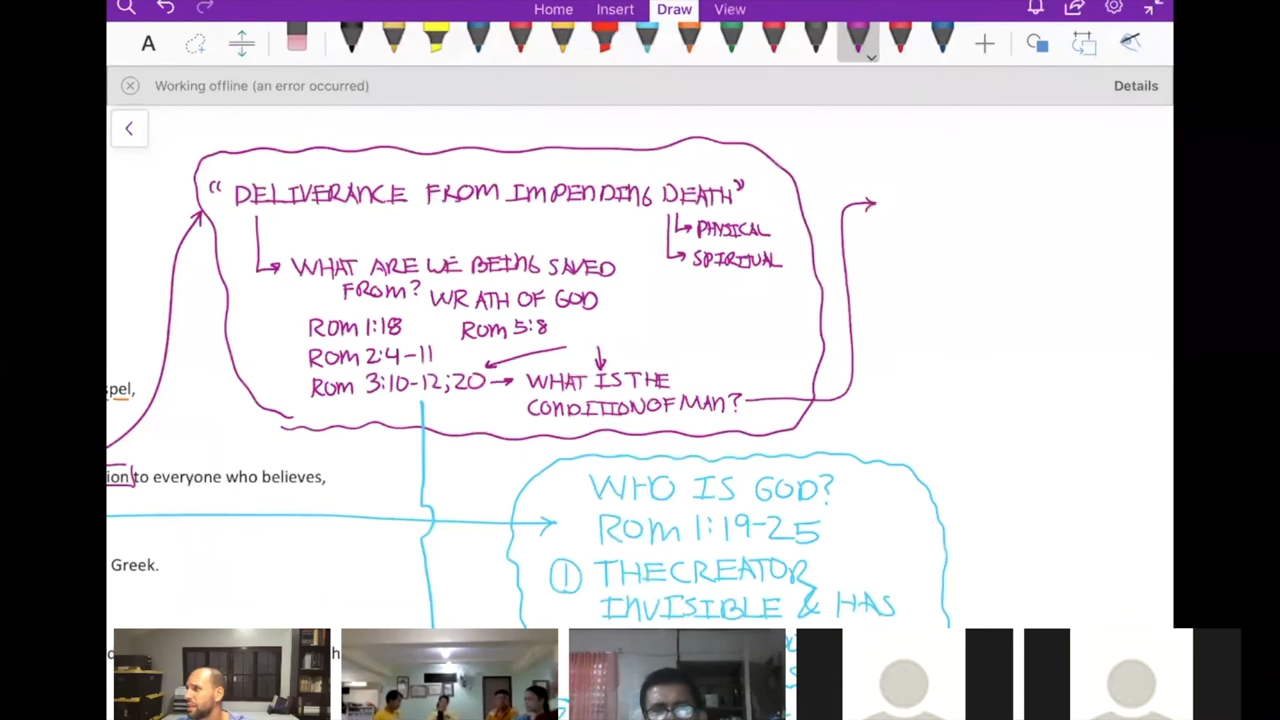 Home Insert Draw View
A
Working offline (an error occurred)
Details
"DELIVERANCE FROM IMPENDING DEATH"
PHYSICAL
SPIRITUAL
WHAT ARE WE BEING SAVED
FROM? WRATH OF GOD
Rom 1:18 Rom 5:8
Rom 2:4-11
Rom 3:10-12;20 → WHAT IS THE
CONDITION OF MAN?
spel,
ion to everyone who believes,
WHO IS GOD?
Rom 1:19-25
Greek.
① THE CREATOR
INVISIBLE & HAS